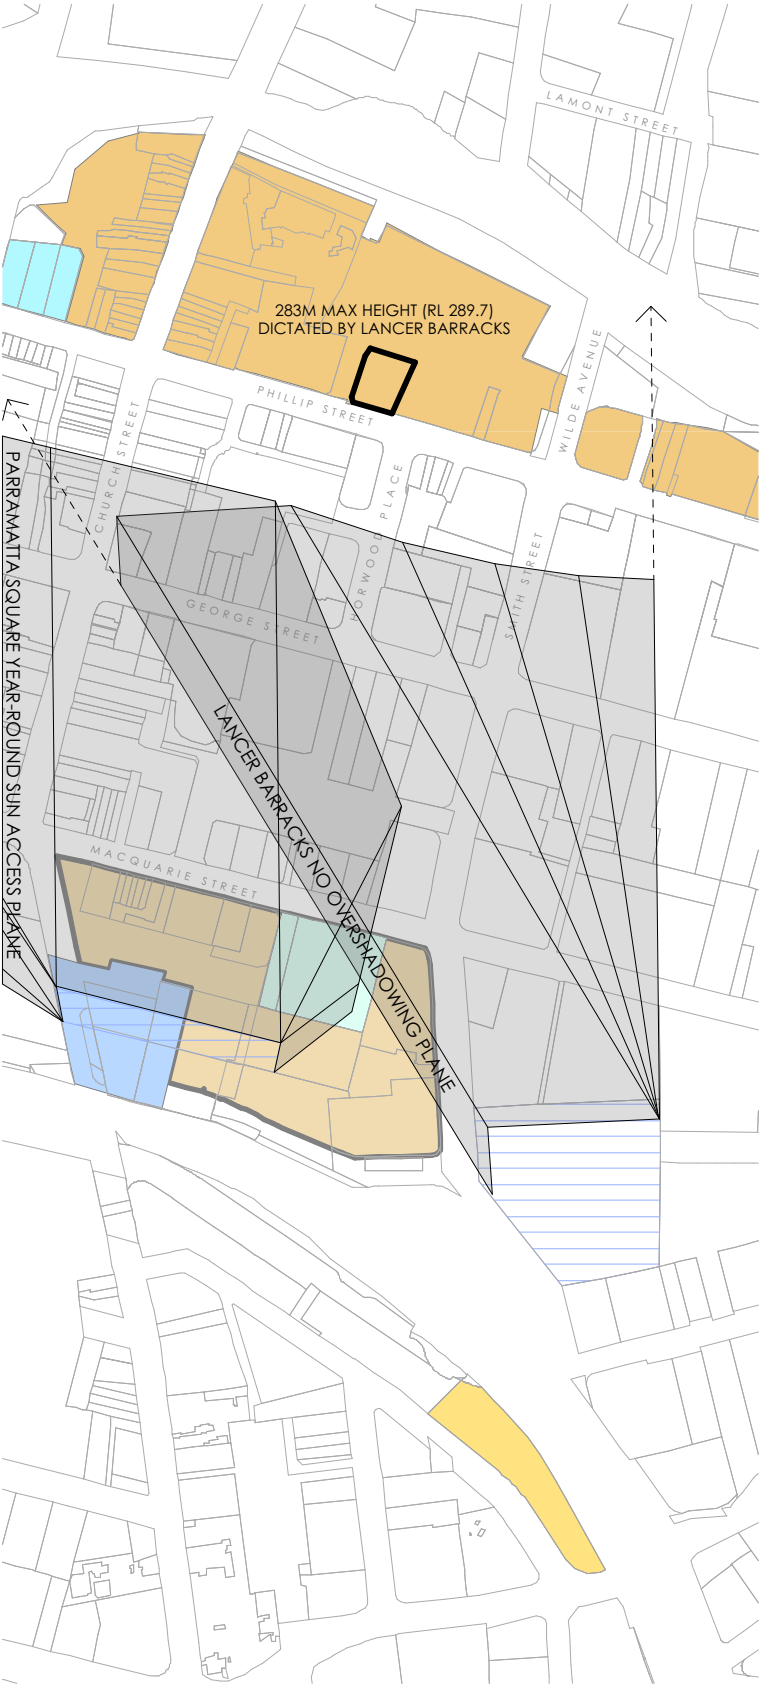 LAMONT STREET
283M MAX HEIGHT (RL 289.7)
DICTATED BY LANCER BARRACKS
WILDE AVENUE
PHILLIP STREET
CHURCH STREET
HORWOOD PLACE
SMITH STREET
GEORGE STREET
PARRAMATTA SQUARE YEAR-ROUND SUN ACCESS PLANE
LANCER BARRACKS NO OVERSHADOWING PLANE
MACQUARIE STREET